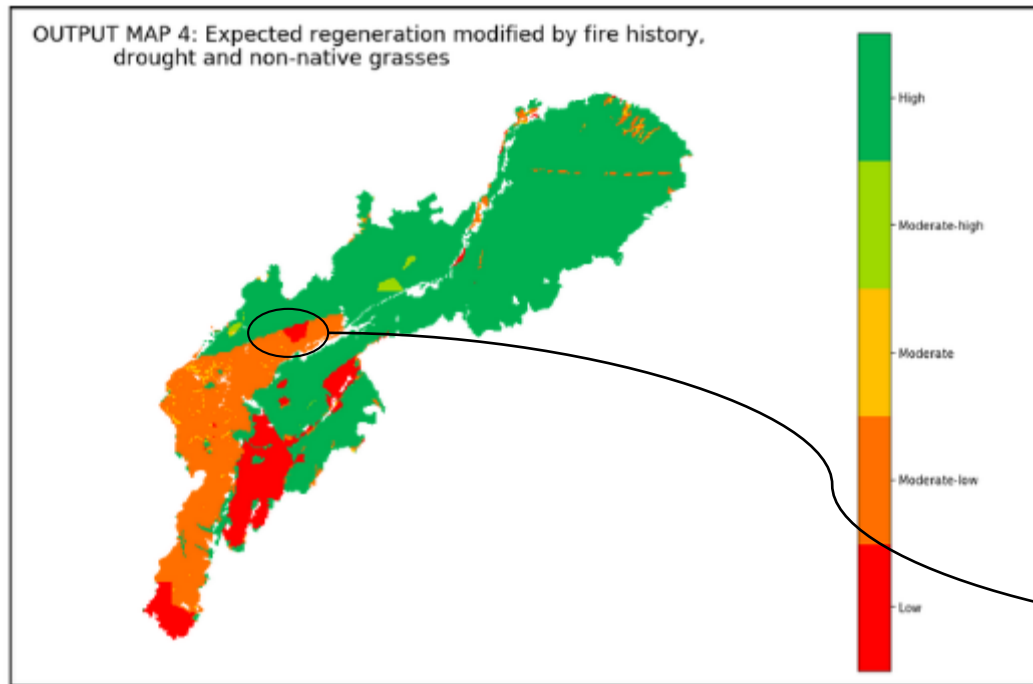 OUTPUT MAP 4: Expected regeneration modified by fire history,
drought and non-native grasses
High
Moderate-high
Moderate
Moderate-low
Low